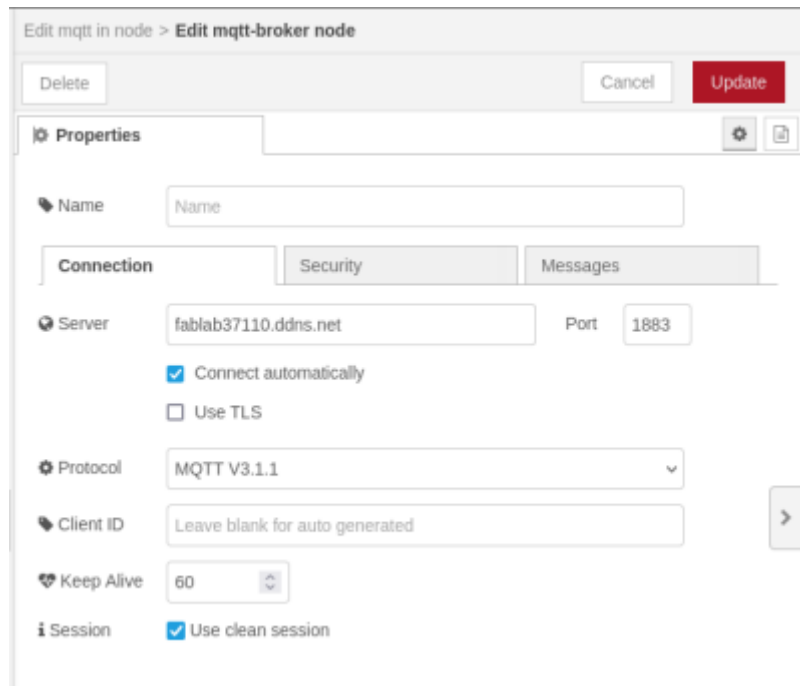 Edit mqtt in node > Edit mqtt-broker node
Delete Cancel Update
Properties
Name Name
Connection Security Messages
Server fablab37110.ddns.net Port 1883
Connect automatically
Use TLS
Protocol MQTT V3.1.1
Client ID Leave blank for auto generated
Keep Alive 60
Session Use clean session